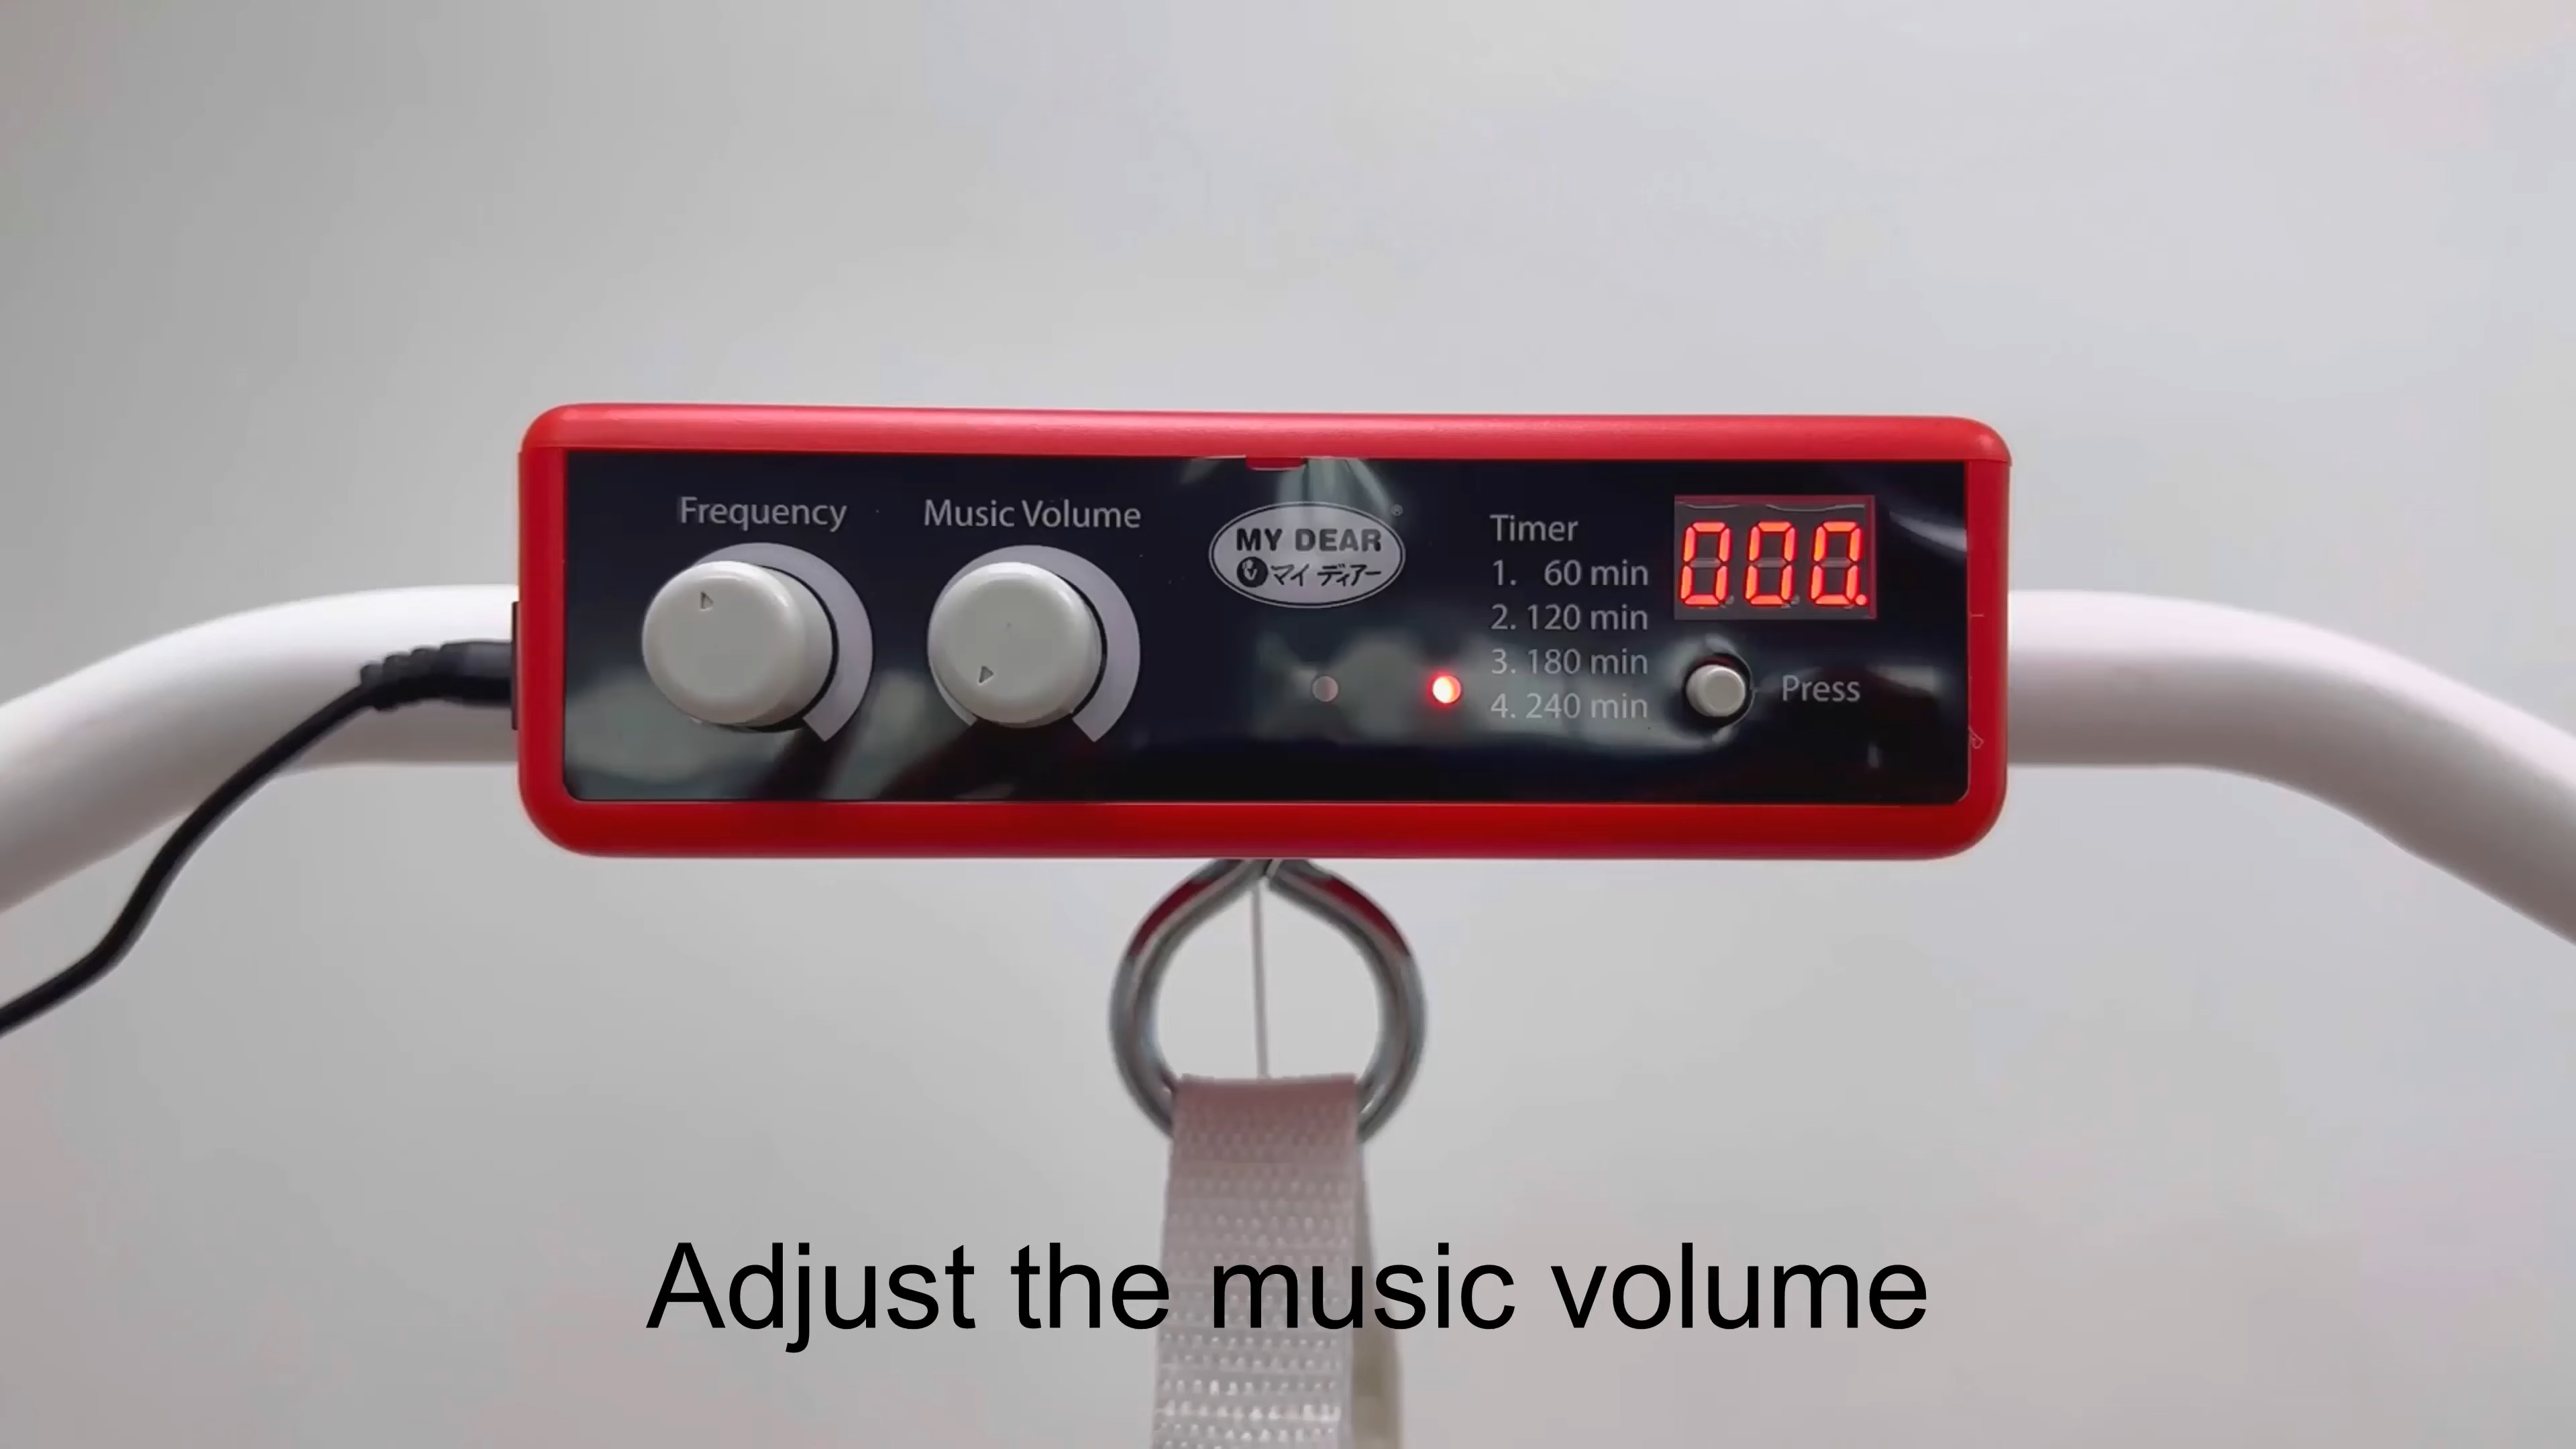 Frequency
Music Volume
MY DEAR ®
マイ ディアー
Timer
1. 60 min
2. 120 min
3. 180 min
4. 240 min
000.
Press
Adjust the music volume